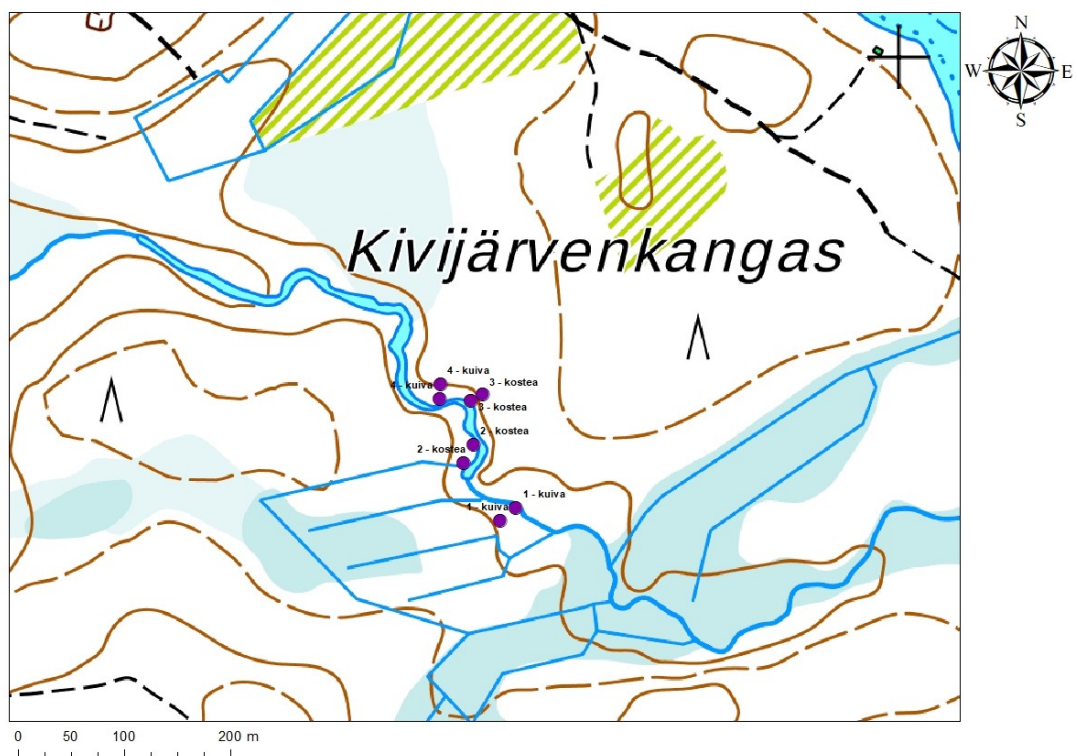 N
W E
S
Kivijärvenkangas
4 - kuiva
4 - kuiva
3 - kostea
3 - kostea
2 - kostea
2 - kostea
1 - kuiva
1 - kuiva
0 50 100 200 m